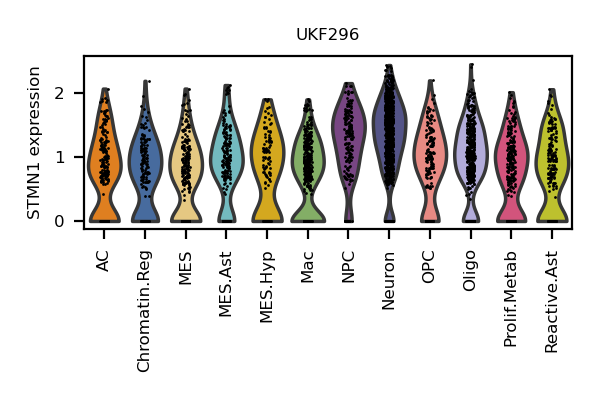 UKF296
STMN1 expression
2
1
0
AC
Chromatin.Reg
MES
MES.Ast
MES.Hyp
Mac
NPC
Neuron
OPC
Oligo
Prolif.Metab
Reactive.Ast